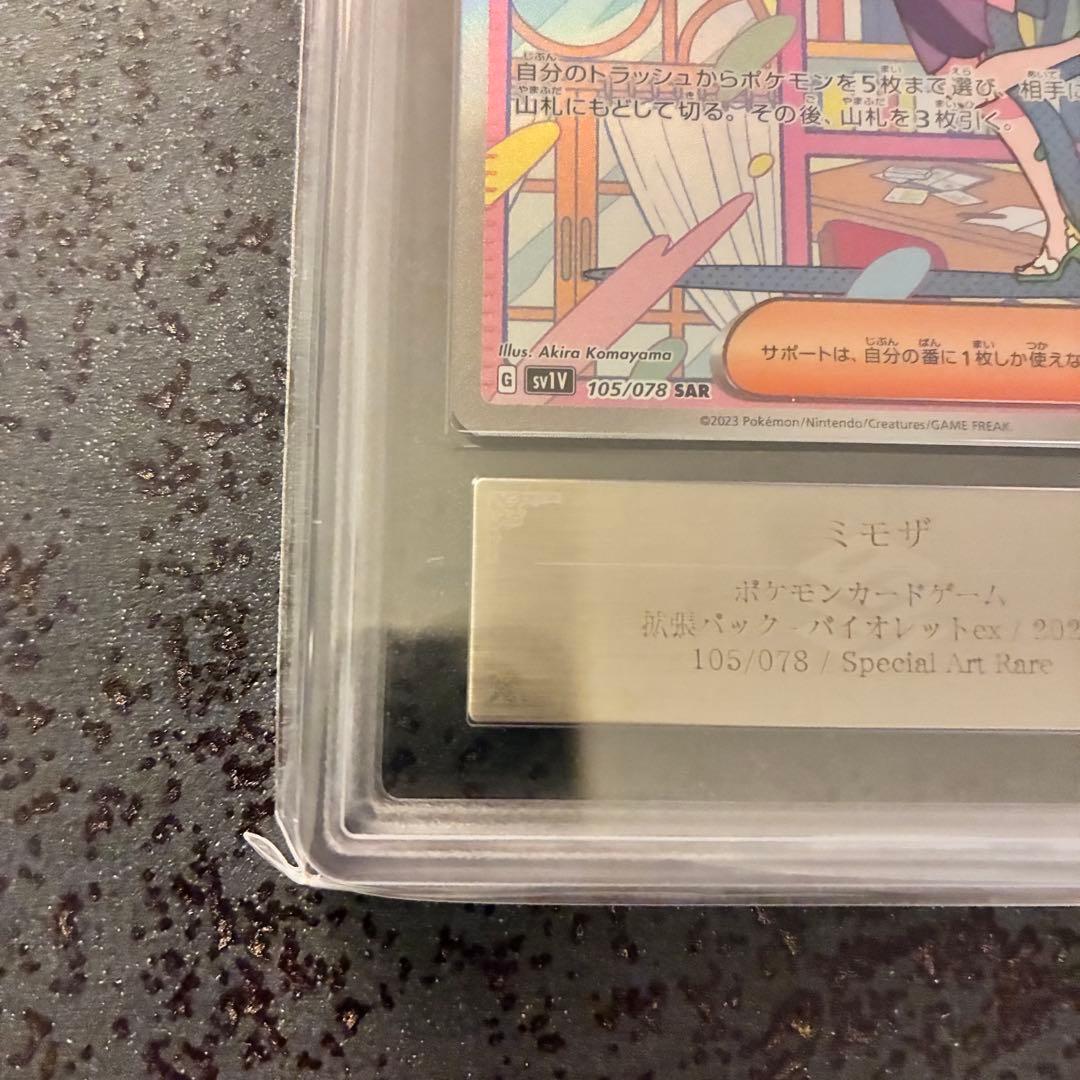 自分のトラッシュからポケモンを5枚まで選び、相手に
山札にもどして切る。その後、山札を3枚引く。
Illus. Akira Komayama
サポートは、自分の番に1枚しか使えな
G sv1V 105/078 SAR
©2023 Pokémon/Nintendo/Creatures/GAME FREAK.
ミモザ
ポケモンカードゲーム
拡張パック - バイオレットex / 202
105/078 / Special Art Rare